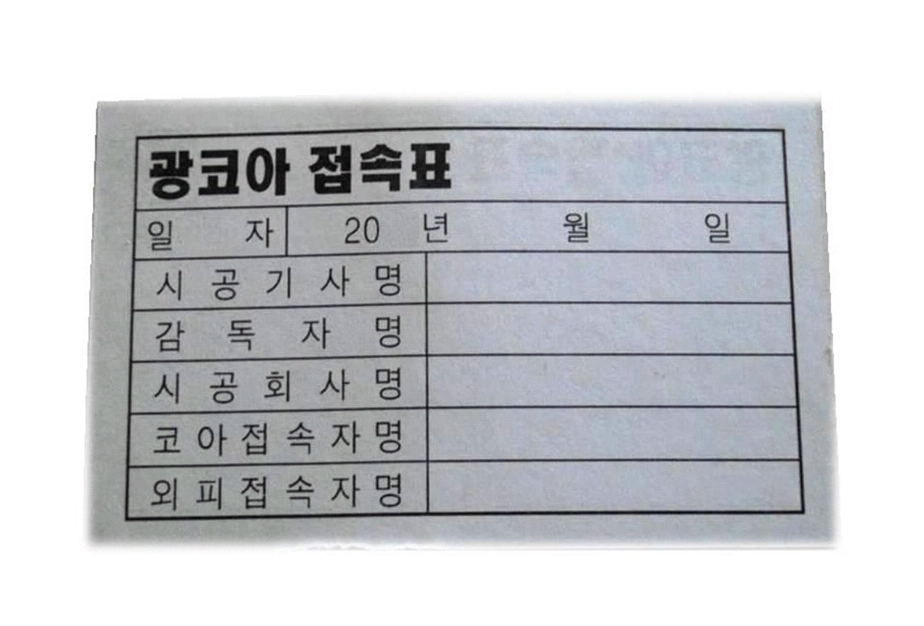 광코아 접속표
일 자 20 년 월 일
시 공 기 사 명
감 독 자 명
시 공 회 사 명
코 아 접 속 자 명
외 피 접 속 자 명